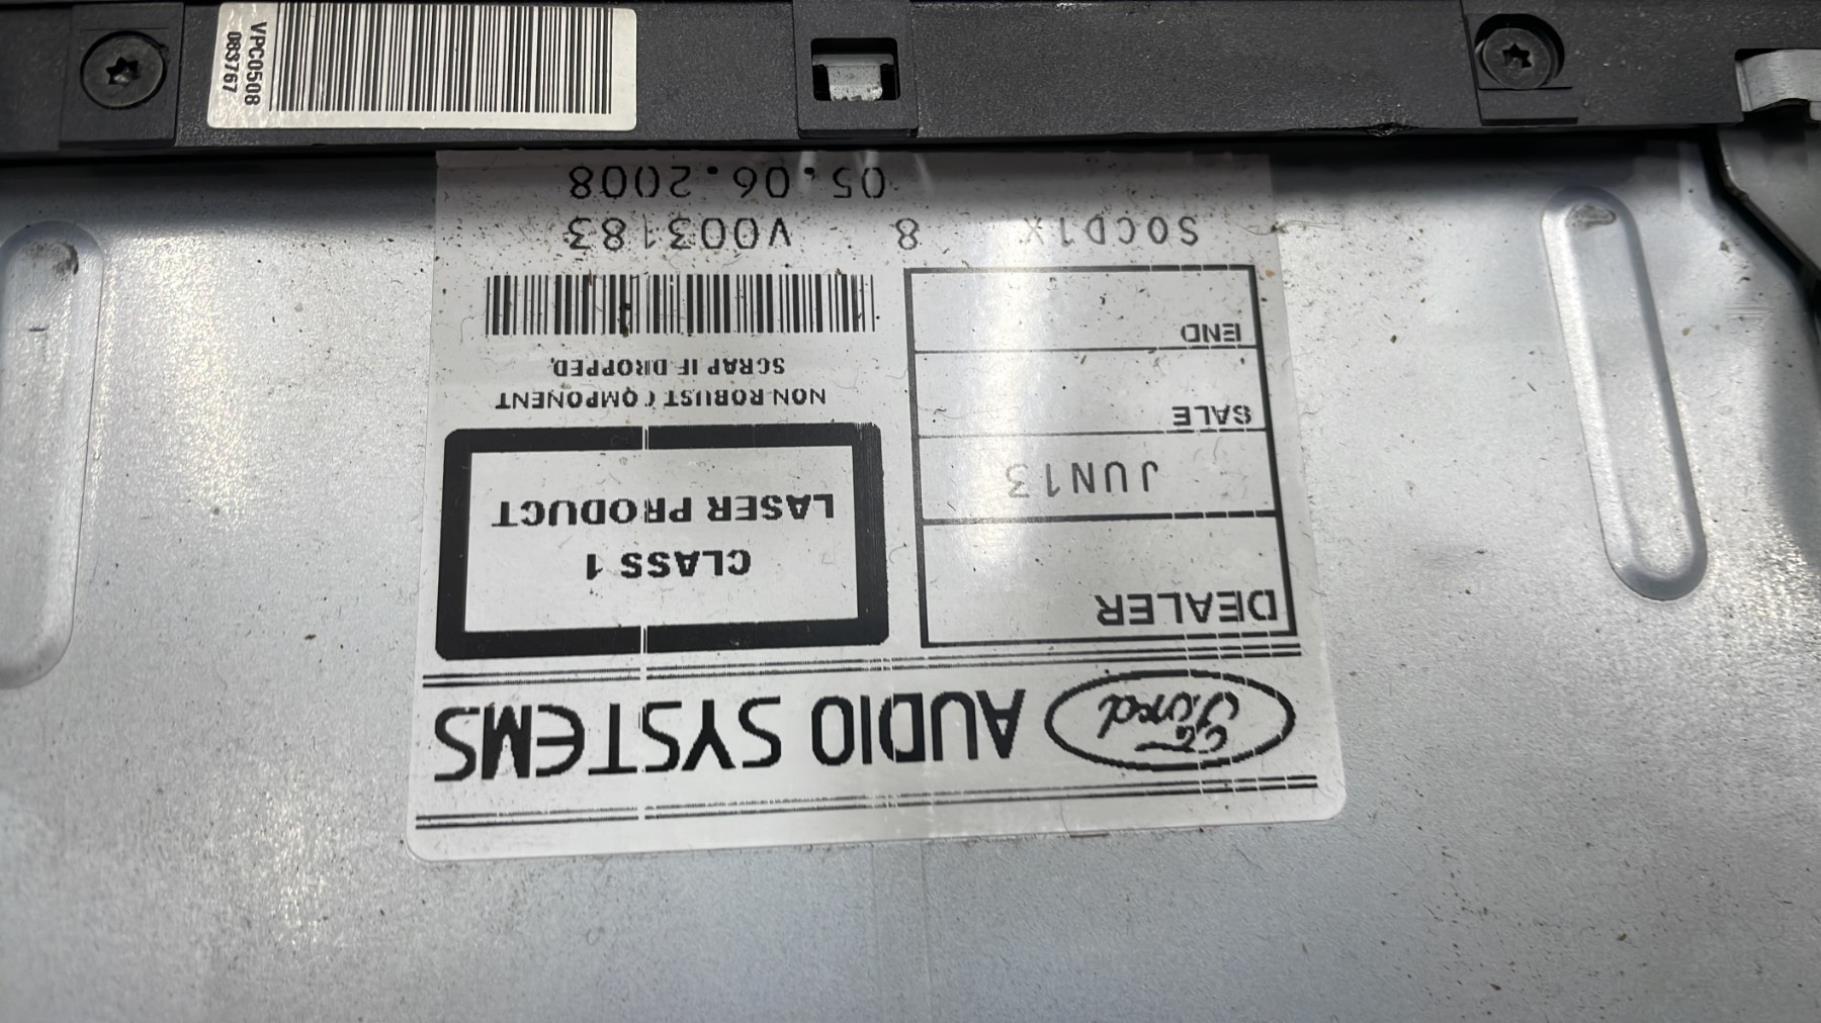 VPC0508
083767
Ford AUDIO SYSTEMS
DEALER
JUN13
SALE
END
CLASS 1
LASER PRODUCT
NON-ROBUST COMPONENT
SCRAP IF DROPPED,
SOCD1X 8 V003183
05.06.2008